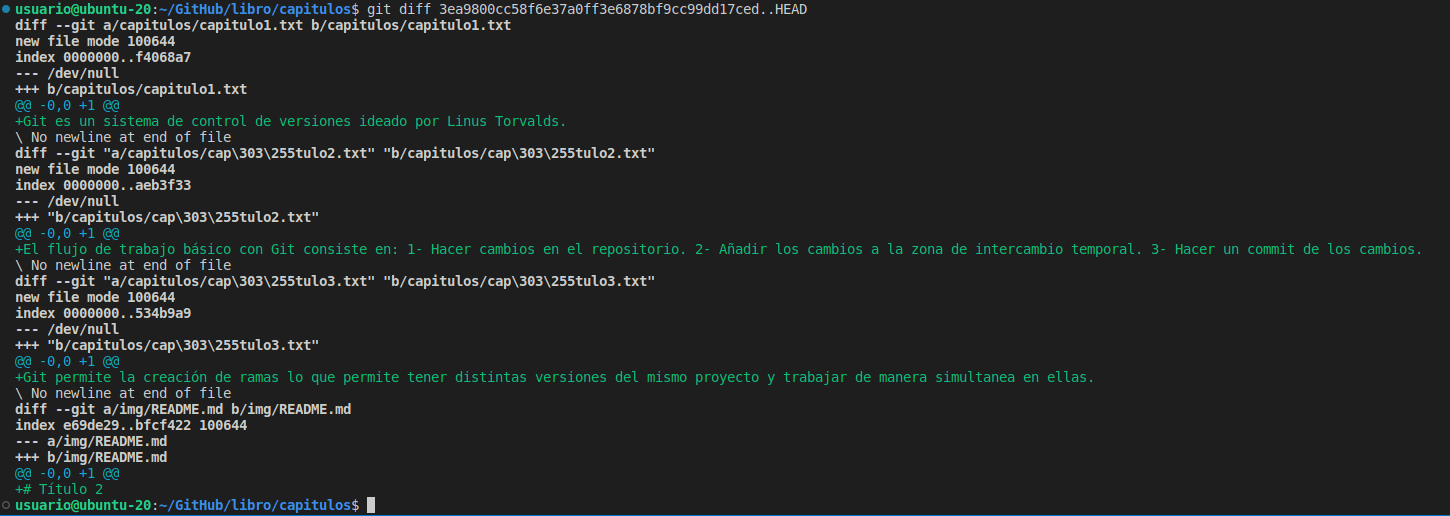 usuario@ubuntu-20:~/GitHub/libro/capitulos$ git diff 3ea9800cc58f6e37a0ff3e6878bf9cc99dd17ced..HEAD
diff --git a/capitulos/capitulo1.txt b/capitulos/capitulo1.txt
new file mode 100644
index 0000000..f4068a7
--- /dev/null
+++ b/capitulos/capitulo1.txt
@@ -0,0 +1 @@
+Git es un sistema de control de versiones ideado por Linus Torvalds.
\ No newline at end of file
diff --git "a/capitulos/cap\303\255tulo2.txt" "b/capitulos/cap\303\255tulo2.txt"
new file mode 100644
index 0000000..aeb3f33
--- /dev/null
+++ "b/capitulos/cap\303\255tulo2.txt"
@@ -0,0 +1 @@
+El flujo de trabajo básico con Git consiste en: 1- Hacer cambios en el repositorio. 2- Añadir los cambios a la zona de intercambio temporal. 3- Hacer un commit de los cambios.
\ No newline at end of file
diff --git "a/capitulos/cap\303\255tulo3.txt" "b/capitulos/cap\303\255tulo3.txt"
new file mode 100644
index 0000000..534b9a9
--- /dev/null
+++ "b/capitulos/cap\303\255tulo3.txt"
@@ -0,0 +1 @@
+Git permite la creación de ramas lo que permite tener distintas versiones del mismo proyecto y trabajar de manera simultanea en ellas.
\ No newline at end of file
diff --git a/img/README.md b/img/README.md
index e69de29..bfcf422 100644
--- a/img/README.md
+++ b/img/README.md
@@ -0,0 +1 @@
+# Título 2
usuario@ubuntu-20:~/GitHub/libro/capitulos$